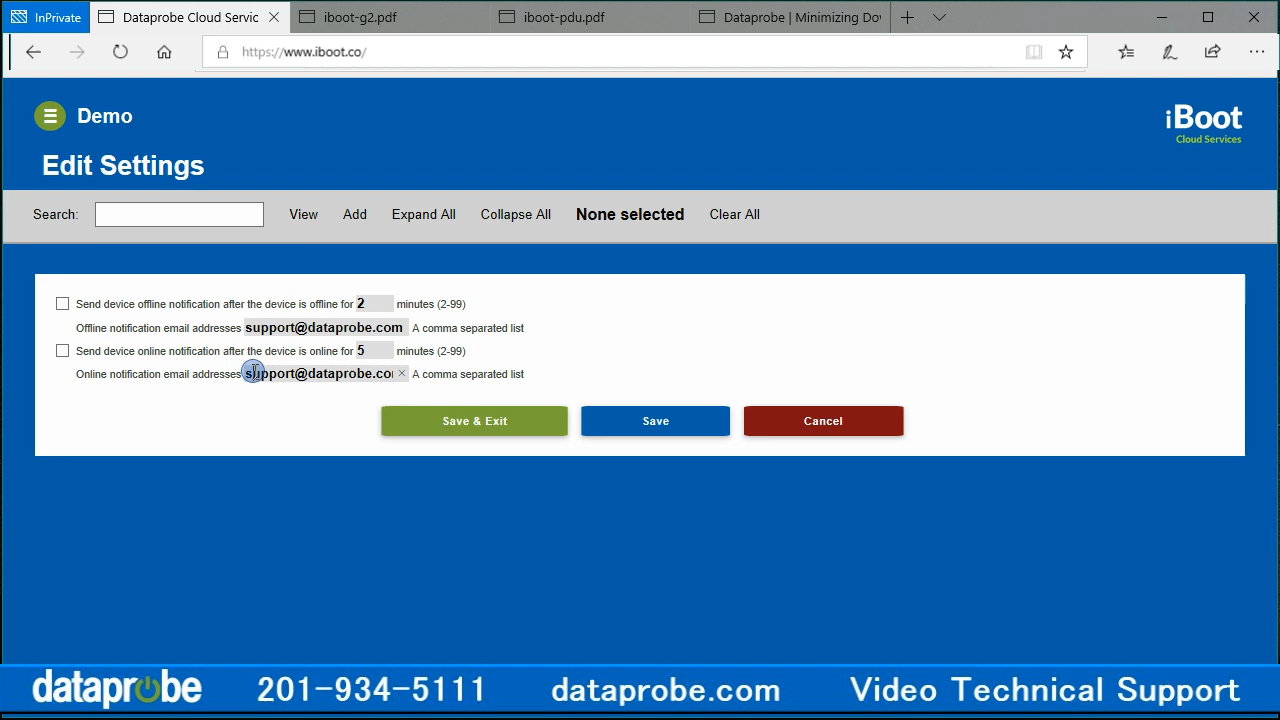 InPrivate
Dataprobe Cloud Servic
iboot-g2.pdf
iboot-pdu.pdf
Dataprobe | Minimizing Do
https://www.iboot.co/
Demo
iBoot
Cloud Services
Edit Settings
Search:
View
Add
Expand All
Collapse All
None selected
Clear All
Send device offline notification after the device is offline for 2 minutes (2-99)
Offline notification email addresses support@dataprobe.com A comma separated list
Send device online notification after the device is online for 5 minutes (2-99)
Online notification email addresses support@dataprobe.co A comma separated list
Save & Exit
Save
Cancel
dataprobe
201-934-5111
dataprobe.com
Video Technical Support